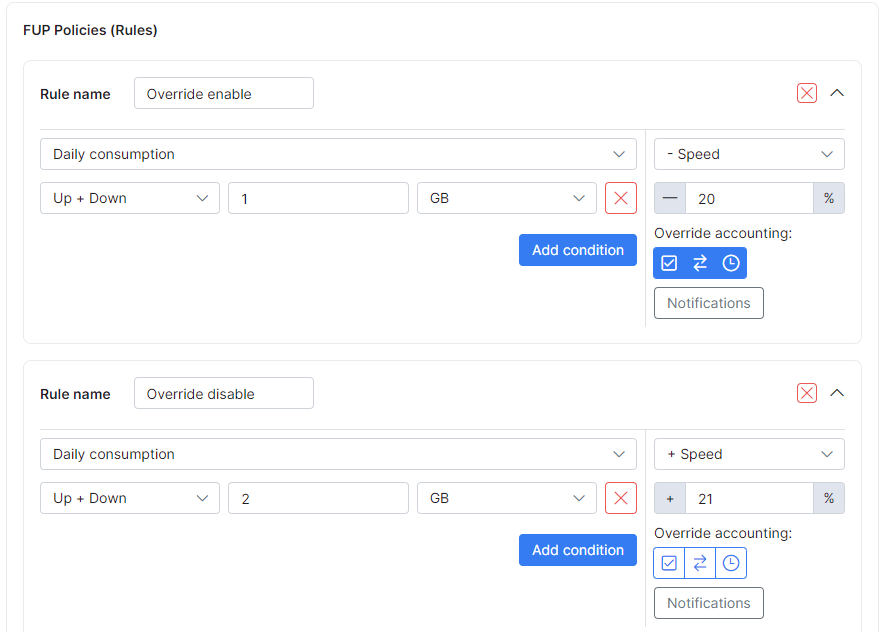 FUP Policies (Rules)
Rule name Override enable
Daily consumption - Speed
Up + Down 1 GB — 20 %
Override accounting:
Add condition
Notifications
Rule name Override disable
Daily consumption + Speed
Up + Down 2 GB + 21 %
Override accounting:
Add condition
Notifications